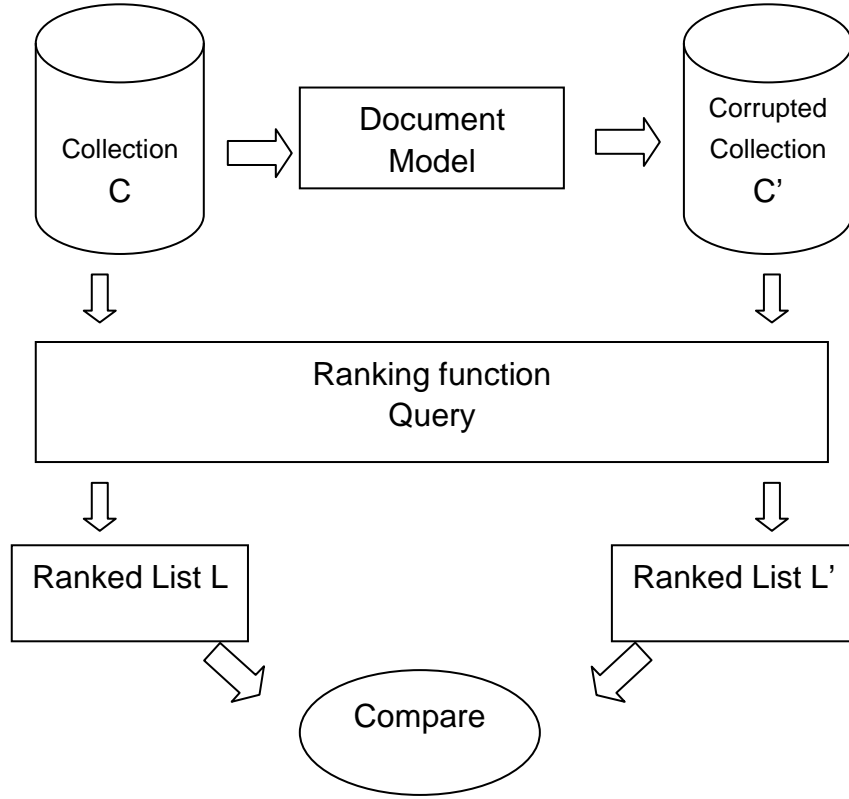 Collection
C
Document
Model
Corrupted
Collection
C’
Ranking function
Query
Ranked List L
Ranked List L’
Compare